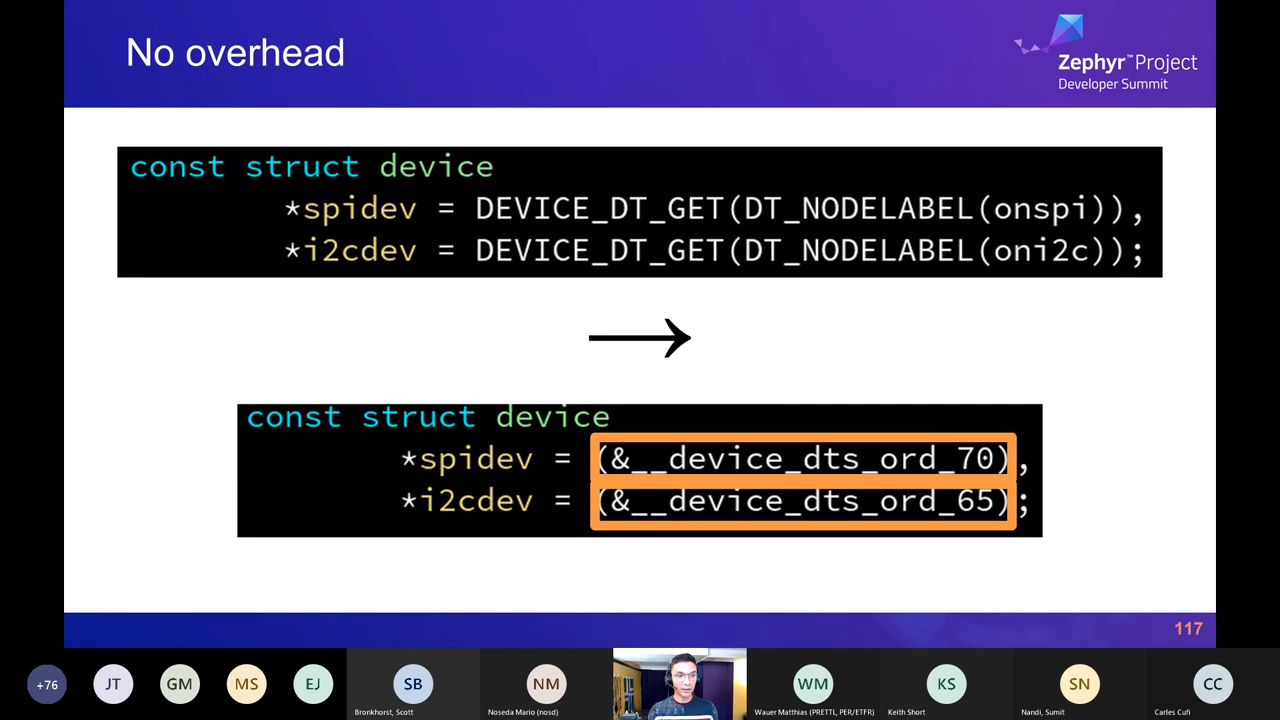 No overhead
Zephyr™Project
Developer Summit
const struct device
*spidev = DEVICE_DT_GET(DT_NODELABEL(onspi)),
*i2cdev = DEVICE_DT_GET(DT_NODELABEL(oni2c));
→
const struct device
*spidev = (&__device_dts_ord_70),
*i2cdev = (&__device_dts_ord_65);
117
+76
JT
GM
MS
EJ
SB
NM
WM
KS
SN
CC
Bronkhorst, Scott
Noseda Mario (nosd)
Wauer Matthias (PRETTL, PER/ETFR)
Keith Short
Nandi, Sumit
Carles Cufi